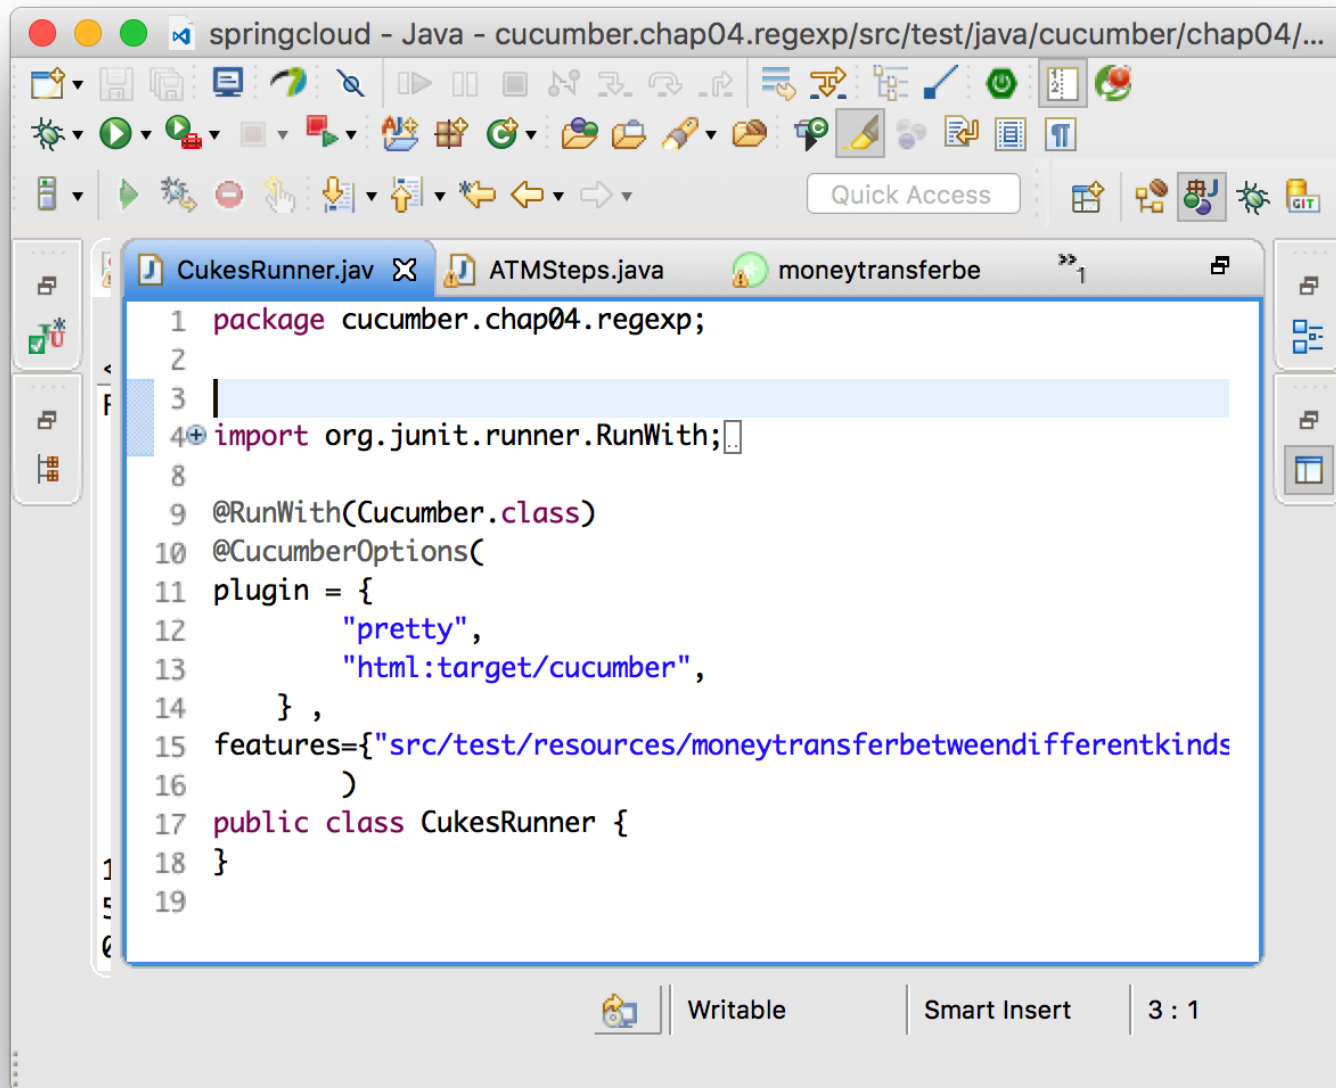 springcloud - Java - cucumber.chap04.regexp/src/test/java/cucumber/chap04/...
Quick Access
CukesRunner.jav
ATMSteps.java
moneytransferbe
»1
1 package cucumber.chap04.regexp;
2
3
4 import org.junit.runner.RunWith;
8
9 @RunWith(Cucumber.class)
10 @CucumberOptions(
11 plugin = {
12 "pretty",
13 "html:target/cucumber",
14 } ,
15 features={"src/test/resources/moneytransferbetweendifferentkinds
16 )
17 public class CukesRunner {
18 }
19
Writable
Smart Insert
3 : 1